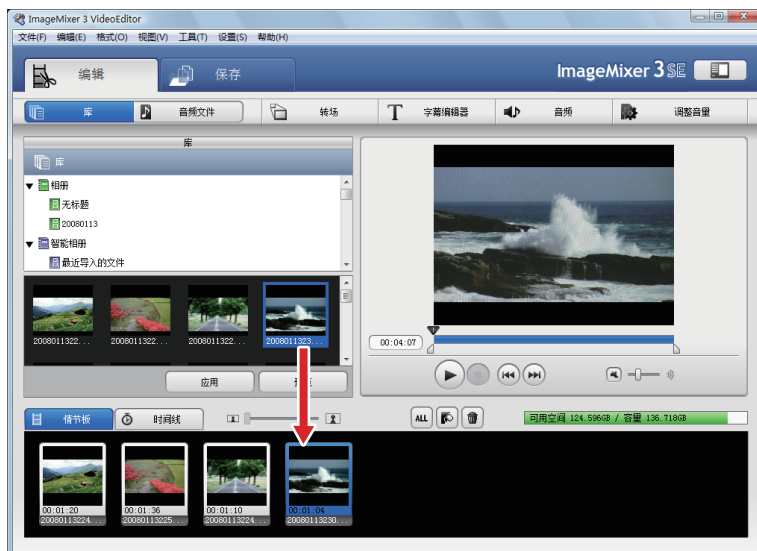 ImageMixer 3 VideoEditor
文件(F) 编辑(E) 格式(O) 视图(V) 工具(T) 设置(S) 帮助(H)
编辑 保存 ImageMixer 3 SE
库 音频文件 转场 T 字幕编辑器 音频 调整音量
库
库
相册
无标题
20080113
智能相册
最近导入的文件
2008011322... 2008011322... 2008011322... 2008011323...
00:04:07
应用
情节板 时间线 ALL 可用空间 124.596GB / 容量 136.718GB
00:01:20 00:01:36 00:01:10 00:01:04
20080113224... 20080113225... 20080113224... 20080113230...